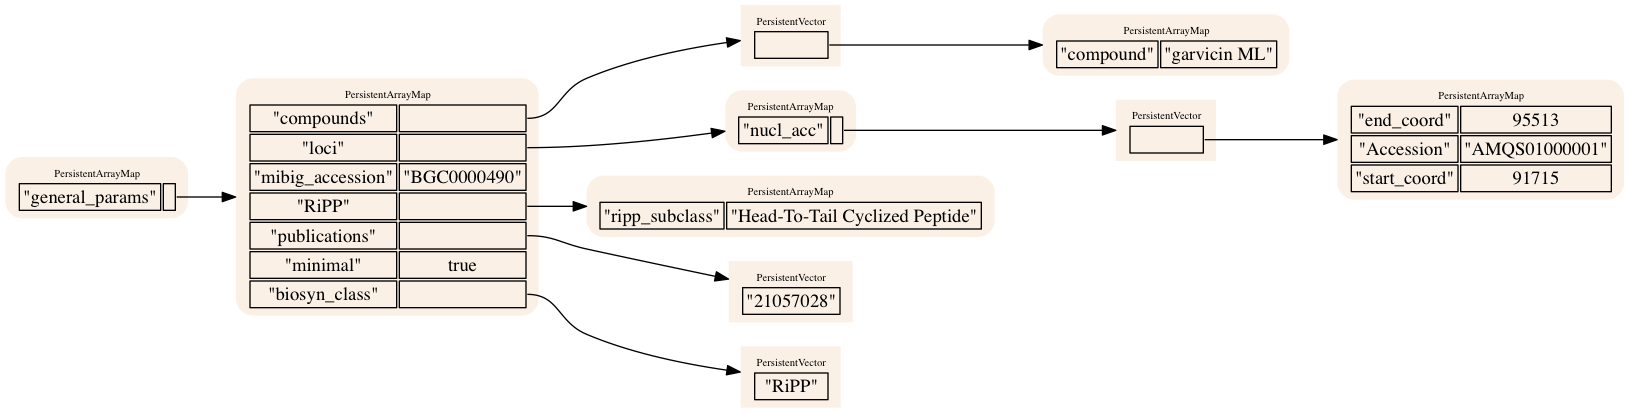 PersistentArrayMap
"general_params"
PersistentArrayMap
"compounds"
"loci"
"mibig_accession" "BGC0000490"
"RiPP"
"publications"
"minimal" true
"biosyn_class"
PersistentVector
PersistentArrayMap
"compound" "garvicin ML"
PersistentArrayMap
"nucl_acc"
PersistentVector
PersistentArrayMap
"end_coord" 95513
"Accession" "AMQS01000001"
"start_coord" 91715
PersistentArrayMap
"ripp_subclass" "Head-To-Tail Cyclized Peptide"
PersistentVector
"21057028"
PersistentVector
"RiPP"